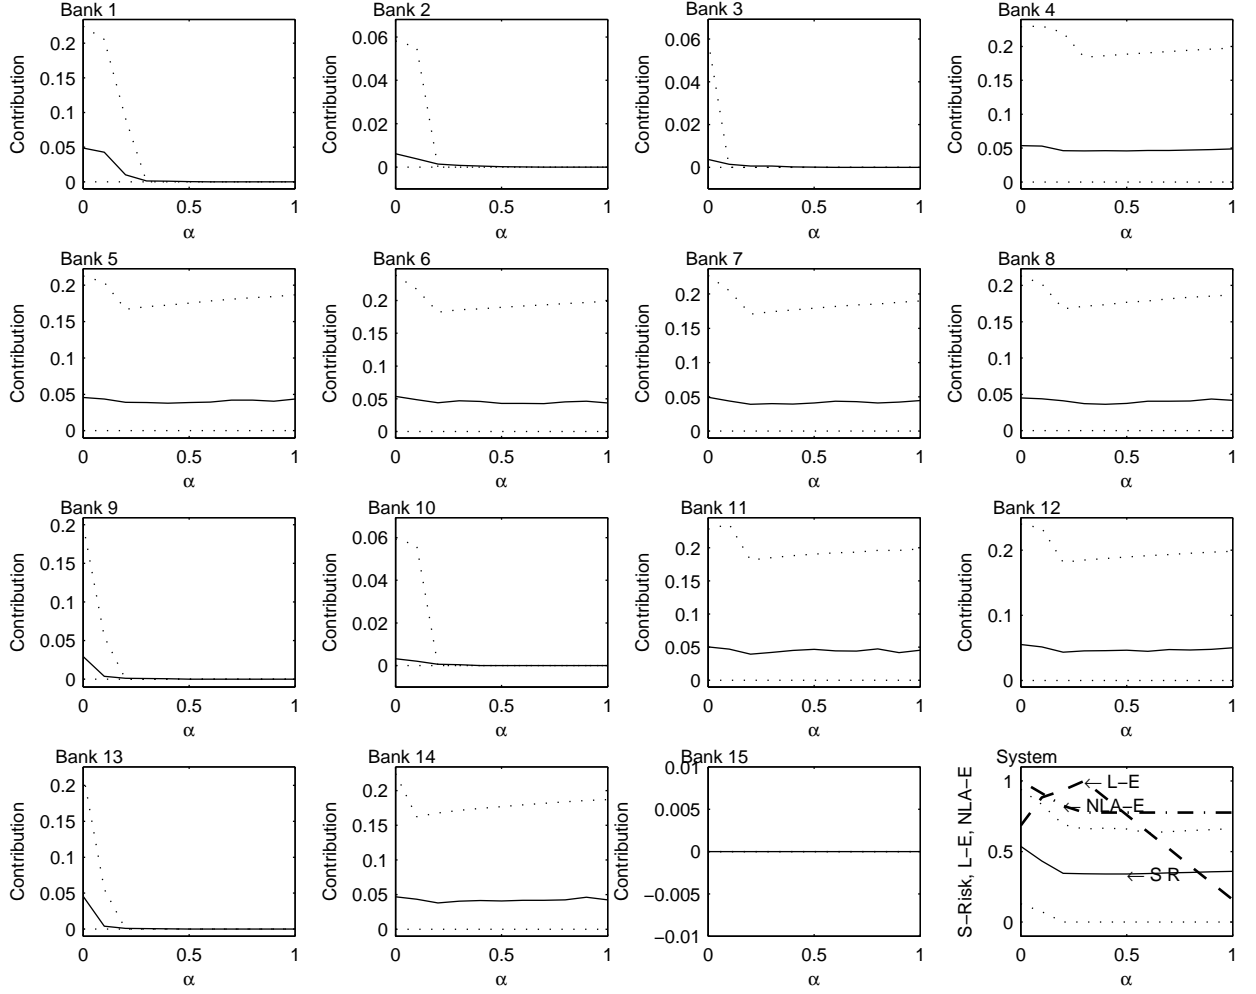 Bank 1
Contribution
0.2
0.15
0.1
0.05
0
0
0.5
1
α
Bank 2
Contribution
0.06
0.04
0.02
0
0
0.5
1
α
Bank 3
Contribution
0.06
0.04
0.02
0
0
0.5
1
α
Bank 4
Contribution
0.2
0.15
0.1
0.05
0
0
0.5
1
α
Bank 5
Contribution
0.2
0.15
0.1
0.05
0
0
0.5
1
α
Bank 6
Contribution
0.2
0.15
0.1
0.05
0
0
0.5
1
α
Bank 7
Contribution
0.2
0.15
0.1
0.05
0
0
0.5
1
α
Bank 8
Contribution
0.2
0.15
0.1
0.05
0
0
0.5
1
α
Bank 9
Contribution
0.2
0.15
0.1
0.05
0
0
0.5
1
α
Bank 10
Contribution
0.06
0.04
0.02
0
0
0.5
1
α
Bank 11
Contribution
0.2
0.15
0.1
0.05
0
0
0.5
1
α
Bank 12
Contribution
0.2
0.1
0
0
0.5
1
α
Bank 13
Contribution
0.2
0.15
0.1
0.05
0
0
0.5
1
α
Bank 14
Contribution
0.2
0.15
0.1
0.05
0
0
0.5
1
α
Bank 15
Contribution
0.01
0.005
0
−0.005
−0.01
0
0.5
1
α
System
S−Risk, L−E, NLA−E
1
0.5
0
← L−E
← NLA−E
← S R
0
0.5
1
α